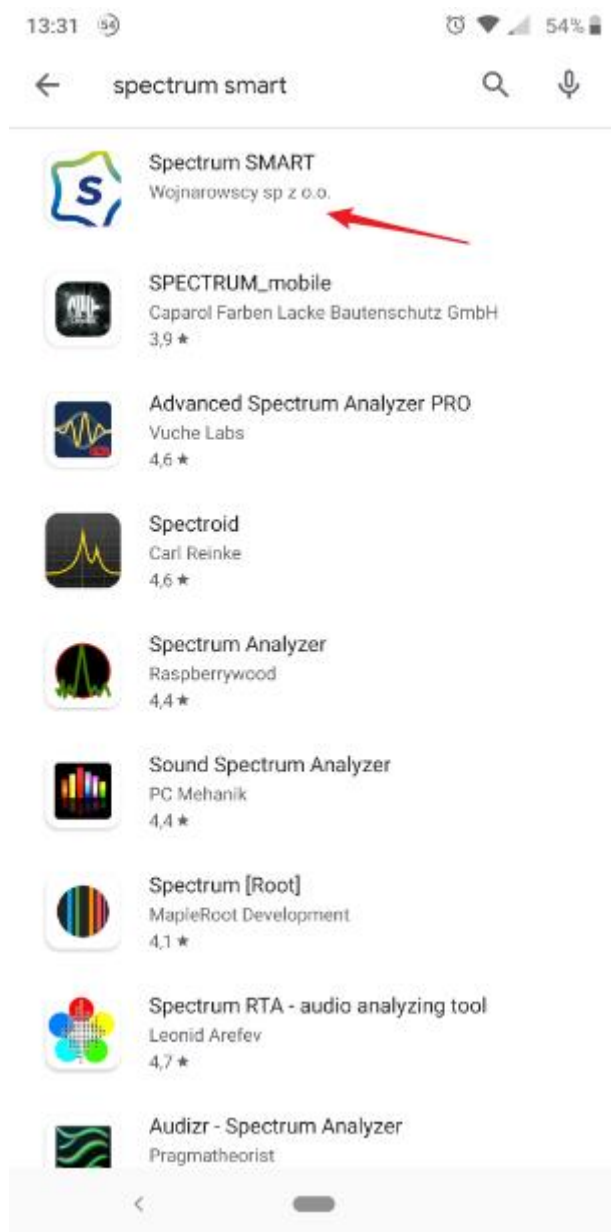 13:31 54 54%
spectrum smart
Spectrum SMART
Wojnarowscy sp z o.o.
SPECTRUM_mobile
Caparol Farben Lacke Bautenschutz GmbH
3,9 ★
Advanced Spectrum Analyzer PRO
Vuche Labs
4,6 ★
Spectroid
Carl Reinke
4,6 ★
Spectrum Analyzer
Raspberrywood
4,4 ★
Sound Spectrum Analyzer
PC Mehanik
4,4 ★
Spectrum [Root]
MapleRoot Development
4,1 ★
Spectrum RTA - audio analyzing tool
Leonid Arefev
4,7 ★
Audizr - Spectrum Analyzer
Pragmatheorist